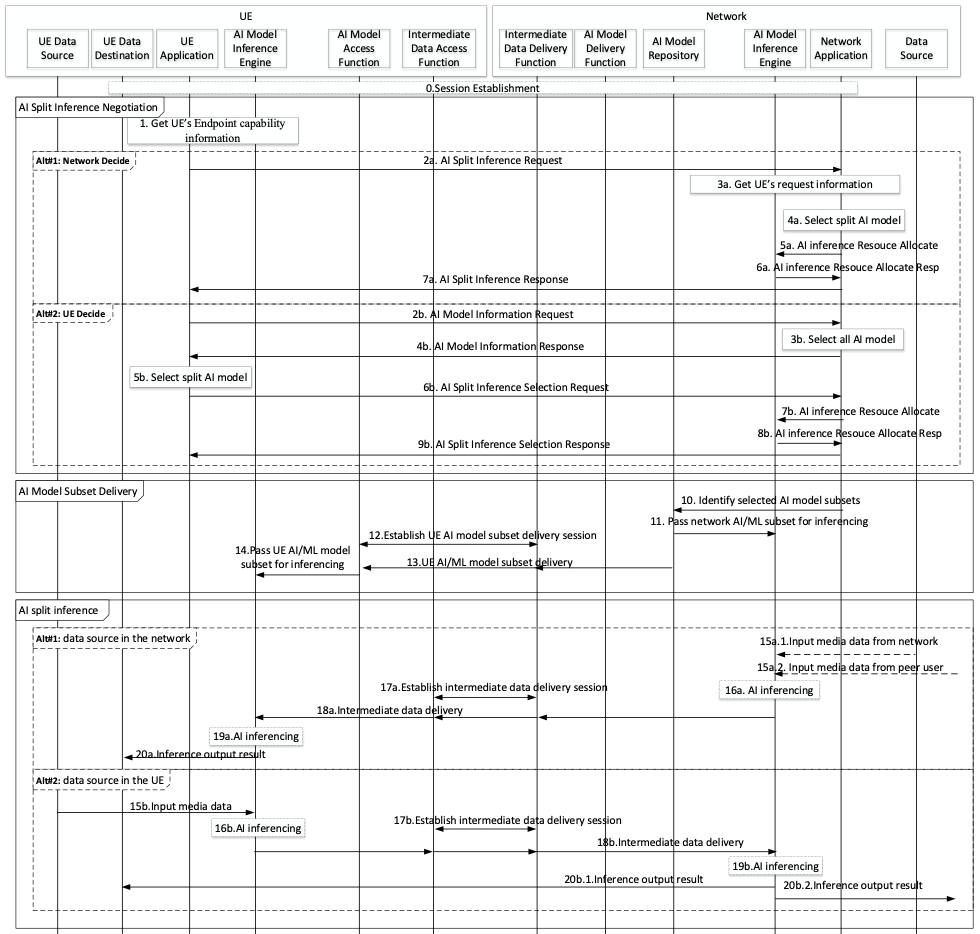 UE
Network
UE Data
Source
UE Data
Destination
UE
Application
AI Model
Inference
Engine
AI Model
Access
Function
Intermediate
Data Access
Function
Intermediate
Data Delivery
Function
AI Model
Delivery
Function
AI Model
Repository
AI Model
Inference
Engine
Network
Application
Data
Source
0.Session Establishment
AI Split Inference Negotiation
1. Get UE's Endpoint capability
information
Alt#1: Network Decide
2a. AI Split Inference Request
3a. Get UE's request information
4a. Select split AI model
5a. AI inference Resouce Allocate
6a. AI inference Resouce Allocate Resp
7a. AI Split Inference Response
Alt#2: UE Decide
2b. AI Model Information Request
3b. Select all AI model
4b. AI Model Information Response
5b. Select split AI model
6b. AI Split Inference Selection Request
7b. AI inference Resouce Allocate
8b. AI inference Resouce Allocate Resp
9b. AI Split Inference Selection Response
AI Model Subset Delivery
10. Identify selected AI model subsets
11. Pass network AI/ML subset for inferencing
12.Establish UE AI model subset delivery session
13.UE AI/ML model subset delivery
14.Pass UE AI/ML model
subset for inferencing
AI split inference
Alt#1: data source in the network
15a.1.Input media data from network
15a.2. Input media data from peer user
16a. AI inferencing
17a.Establish intermediate data delivery session
18a.Intermediate data delivery
19a.AI inferencing
20a.Inference output result
Alt#2: data source in the UE
15b.Input media data
16b.AI inferencing
17b.Establish intermediate data delivery session
18b.Intermediate data delivery
19b.AI inferencing
20b.1.Inference output result
20b.2.Inference output result